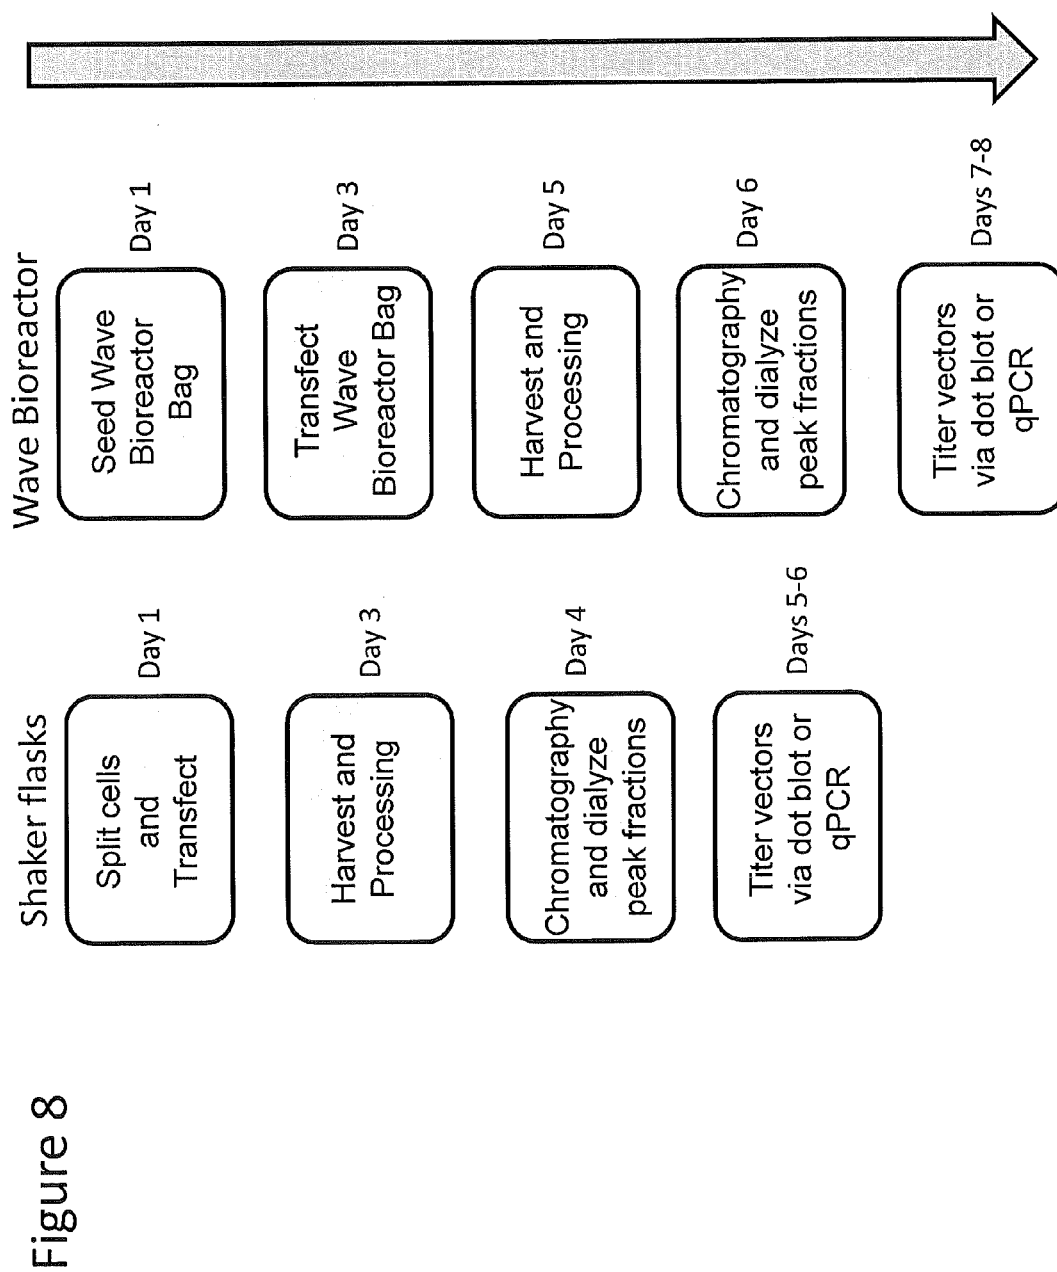 Figure 8
Shaker flasks
Split cells
and
Transfect
Day 1
Harvest and
Processing
Day 3
Chromatography
and dialyze
peak fractions
Day 4
Titer vectors
via dot blot or
qPCR
Days 5-6
Wave Bioreactor
Seed Wave
Bioreactor
Bag
Day 1
Transfect
Wave
Bioreactor Bag
Day 3
Harvest and
Processing
Day 5
Chromatography
and dialyze
peak fractions
Day 6
Titer vectors
via dot blot or
qPCR
Days 7-8